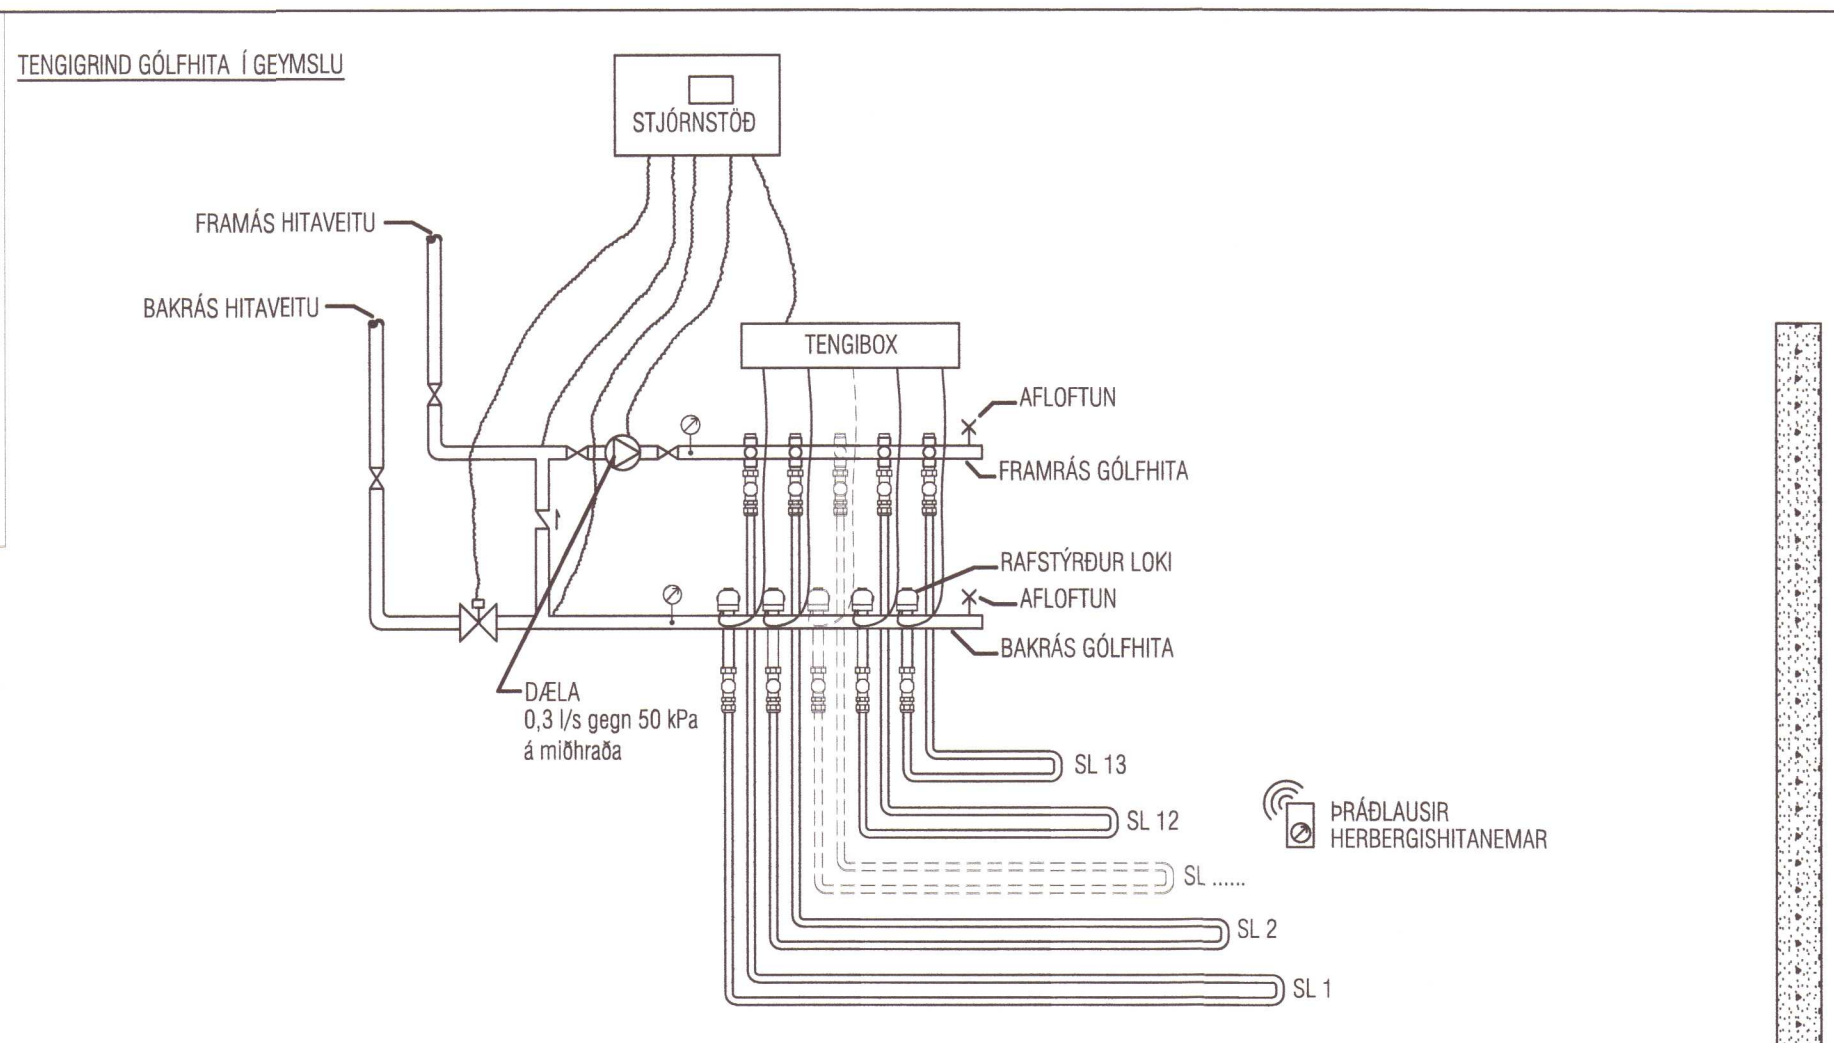 TENGIGRIND GÓLFHITA Í GEYMSLU
STJÓRNSTÖÐ
FRAMÁS HITAVEITU
BAKRÁS HITAVEITU
TENGIBOX
AFLOFTUN
FRAMRÁS GÓLFHITA
RAFSTÝRÐUR LOKI
AFLOFTUN
BAKRÁS GÓLFHITA
DÆLA
0,3 l/s gegn 50 kPa
á miðhraða
SL 13
SL 12
SL ......
SL 2
SL 1
ÞRÁÐLAUSIR
HERBERGISHITANEMAR